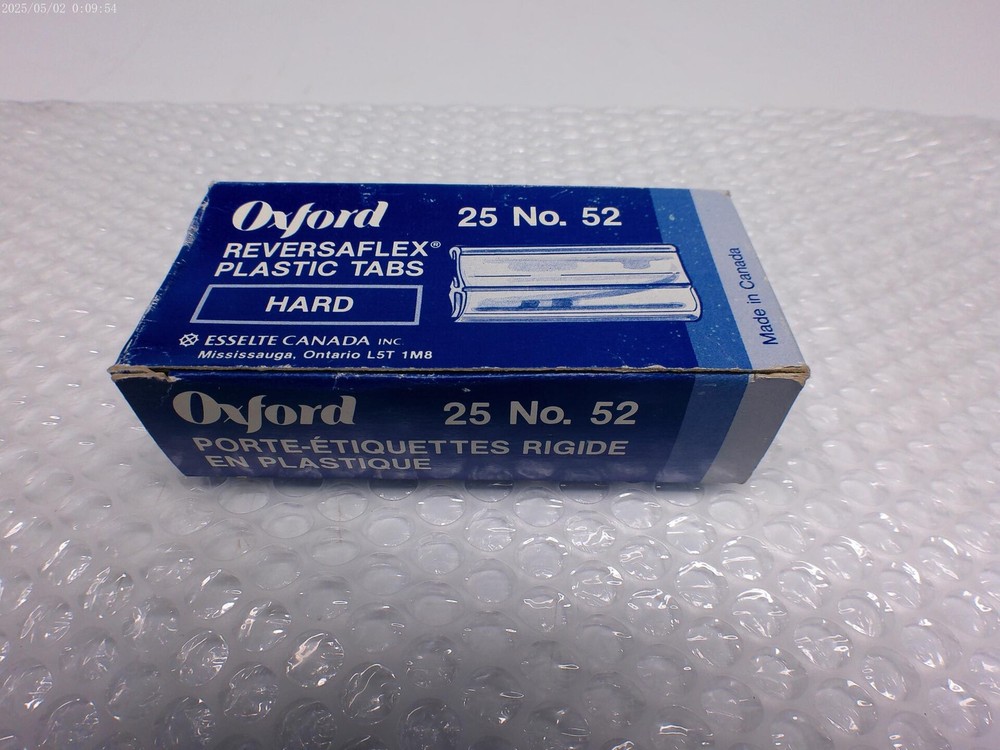 2025/05/02 0:09:54
Oxford
25 No. 52
REVERSAFLEX®
PLASTIC TABS
HARD
ESSELTE CANADA INC.
Mississauga, Ontario L5T 1M8
Made in Canada
Oxford
25 No. 52
PORTE-ÉTIQUETTES RIGIDE
EN PLASTIQUE